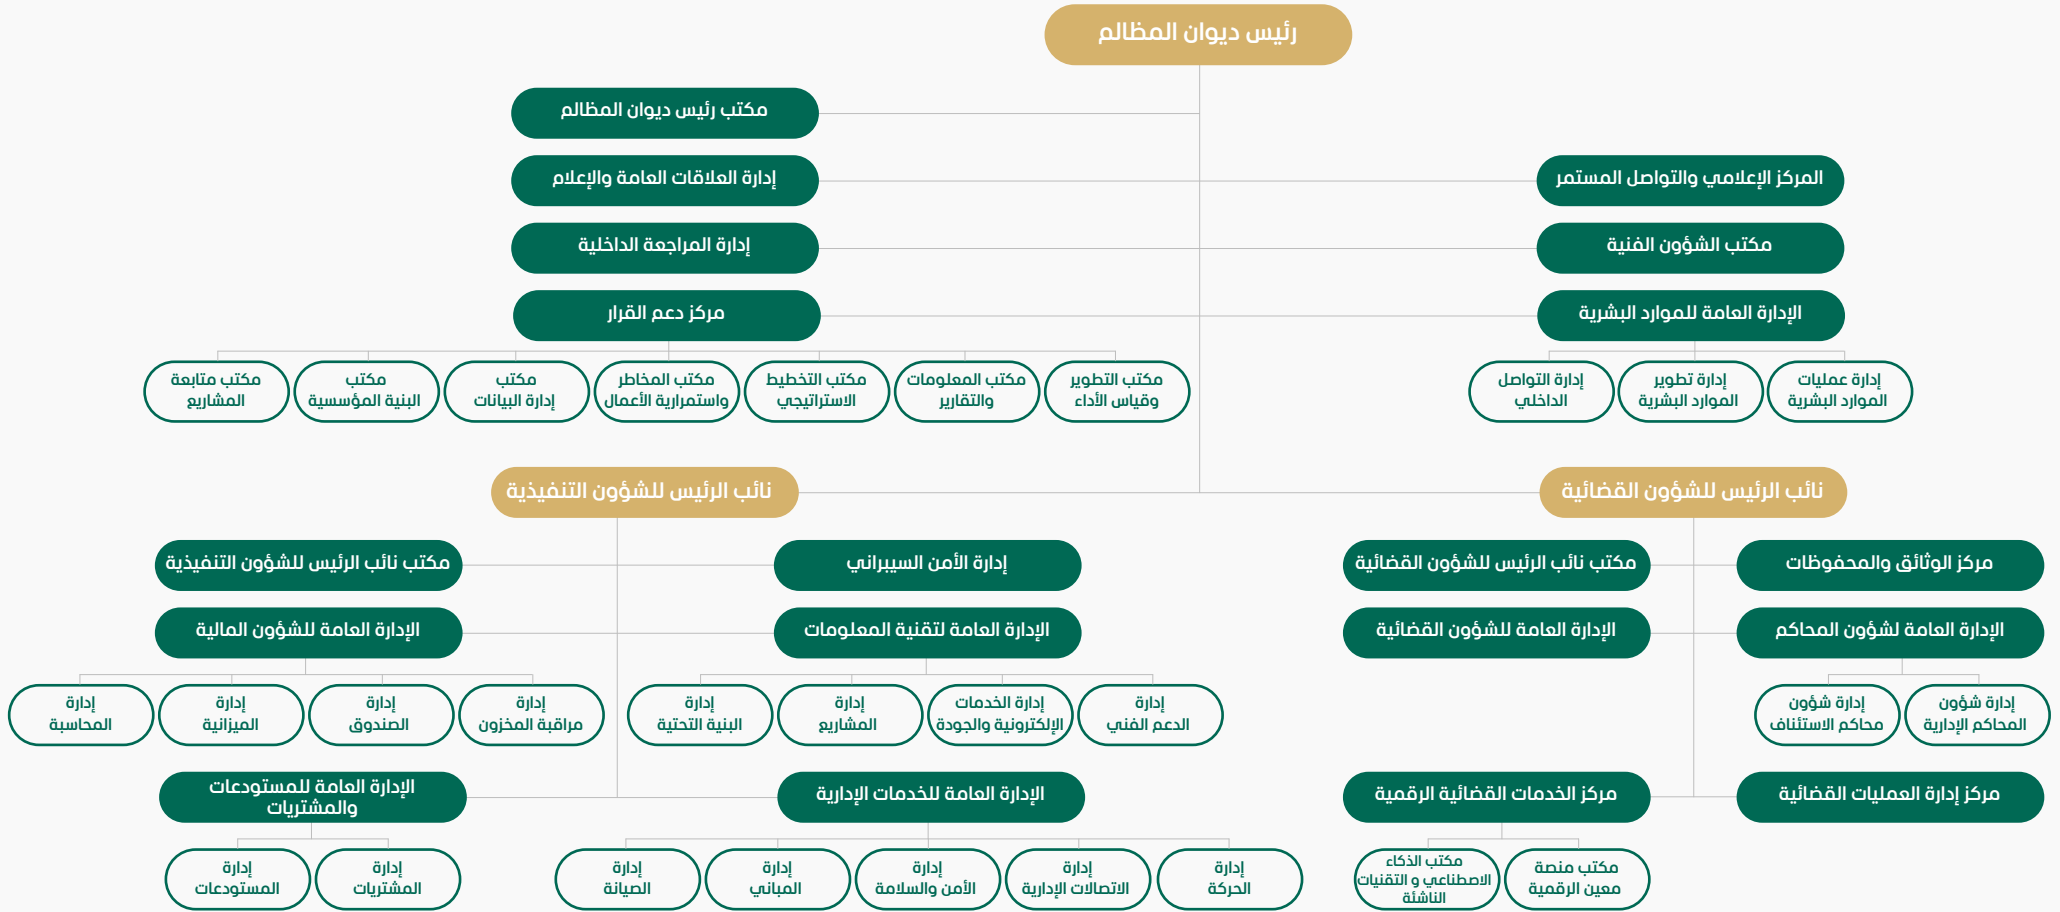 رئيس ديوان المظالم
مكتب رئيس ديوان المظالم
المركز الإعلامي والتواصل المستمر
إدارة العلاقات العامة والإعلام
مكتب الشؤون الفنية
إدارة المراجعة الداخلية
الإدارة العامة للموارد البشرية
مركز دعم القرار
إدارة عمليات
الموارد البشرية
إدارة تطوير
الموارد البشرية
إدارة التواصل
الداخلي
مكتب التطوير
وقياس الأداء
مكتب المعلومات
والتقارير
مكتب التخطيط
الاستراتيجي
مكتب المخاطر
واستمرارية الأعمال
مكتب
إدارة البيانات
مكتب
البنية المؤسسية
مكتب متابعة
المشاريع
نائب الرئيس للشؤون القضائية
نائب الرئيس للشؤون التنفيذية
مركز الوثائق والمحفوظات
مكتب نائب الرئيس للشؤون القضائية
إدارة الأمن السيبراني
مكتب نائب الرئيس للشؤون التنفيذية
الإدارة العامة لشؤون المحاكم
الإدارة العامة للشؤون القضائية
الإدارة العامة لتقنية المعلومات
الإدارة العامة للشؤون المالية
إدارة شؤون
المحاكم الإدارية
إدارة شؤون
محاكم الاستئناف
إدارة
الدعم الفني
إدارة الخدمات
الإلكترونية والجودة
إدارة
المشاريع
إدارة
البنية التحتية
إدارة
مراقبة المخزون
إدارة
الصندوق
إدارة
الميزانية
إدارة
المحاسبة
مركز إدارة العمليات القضائية
مركز الخدمات القضائية الرقمية
الإدارة العامة للخدمات الإدارية
الإدارة العامة للمستودعات
والمشتريات
مكتب منصة
معين الرقمية
مكتب الذكاء
الاصطناعي و التقنيات
الناشئة
إدارة
الحركة
إدارة
الاتصالات الإدارية
إدارة
الأمن والسلامة
إدارة
المباني
إدارة
الصيانة
إدارة
المشتريات
إدارة
المستودعات